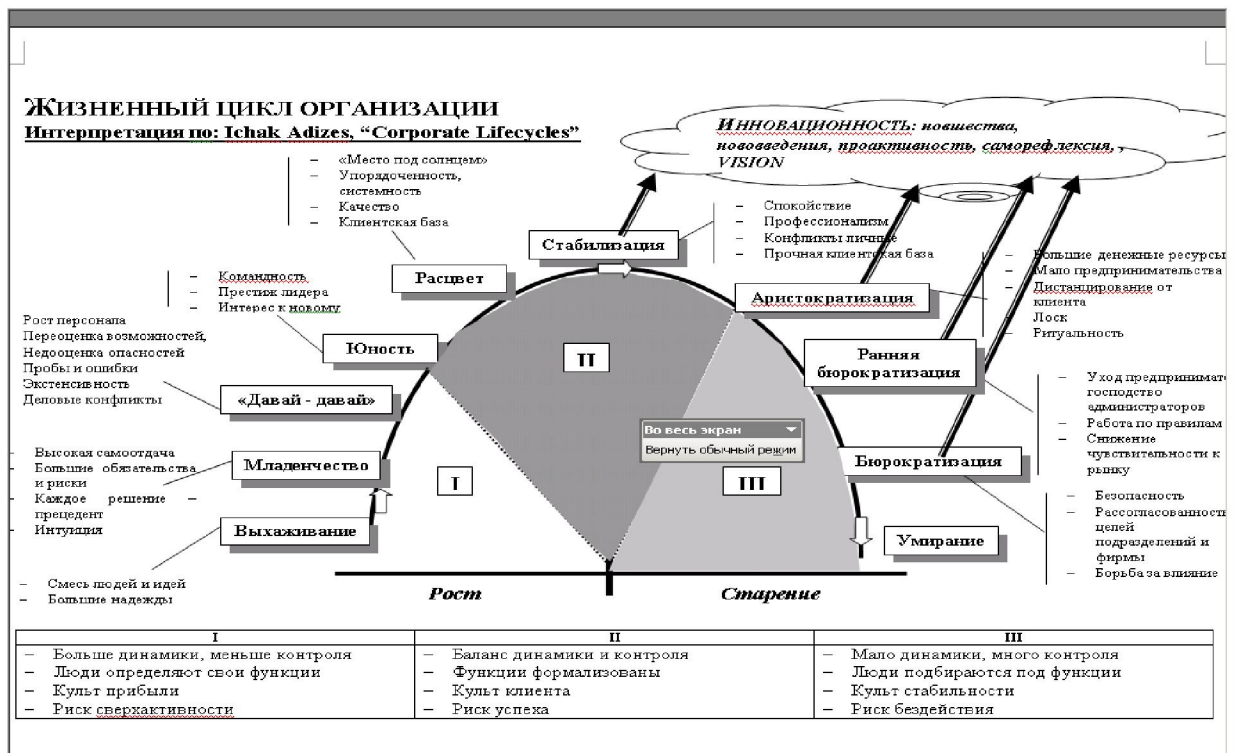 ЖИЗНЕННЫЙ ЦИКЛ ОРГАНИЗАЦИИ
Интерпретация по: Ichak Adizes, “Corporate Lifecycles”
ИННОВАЦИОННОСТЬ: новшества,
нововведения, проактивность, саморефлексия, ,
VISION
– «Место под солнцем»
– Упорядоченность,
системность
– Качество
– Клиентская база
Стабилизация
– Спокойствие
– Профессионализм
– Конфликты личные
– Прочная клиентская база
Расцвет
– Командность
– Престиж лидера
– Интерес к новому
Аристократизация
– Большие денежные ресурсы
– Мало предпринимательства
– Дистанцирование от
клиента
Лоск
– Ритуальность
Юность
Рост персонала
Переоценка возможностей,
Недооценка опасностей
Пробы и ошибки
Экстенсивность
Деловые конфликты
«Давай - давай»
II
Ранняя
бюрократизация
– Уход предпринимат
господство
администраторов
– Работа по правилам
– Снижение
чувствительности к
рынку
Во весь экран
Вернуть обычный режим
– Высокая самоотдача
– Большие обязательства
и риски
– Каждое решение –
прецедент
– Интуиция
Младенчество
I
III
Бюрократизация
– Безопасность
– Рассогласованность
целей
подразделений и
фирмы
– Борьба за влияние
Выхаживание
Умирание
– Смесь людей и идей
– Большие надежды
Рост
Старение
I
– Больше динамики, меньше контроля
– Люди определяют свои функции
– Культ прибыли
– Риск сверхактивности
II
– Баланс динамики и контроля
– Функции формализованы
– Культ клиента
– Риск успеха
III
– Мало динамики, много контроля
– Люди подбираются под функции
– Культ стабильности
– Риск бездействия